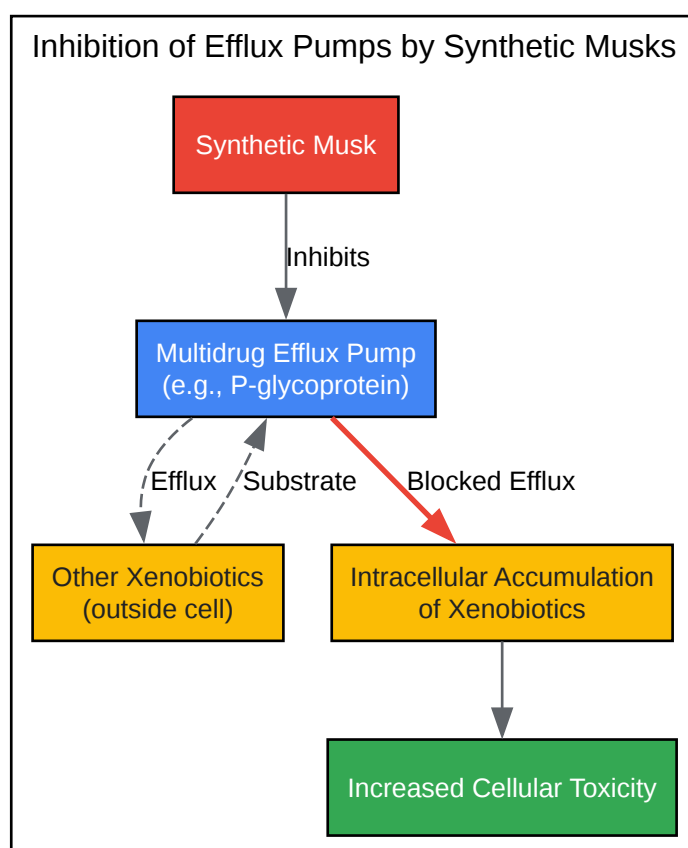 Inhibition of Efflux Pumps by Synthetic Musks
Synthetic Musk
Inhibits
Multidrug Efflux Pump
(e.g., P-glycoprotein)
Efflux
Substrate
Blocked Efflux
Other Xenobiotics
(outside cell)
Intracellular Accumulation
of Xenobiotics
Increased Cellular Toxicity